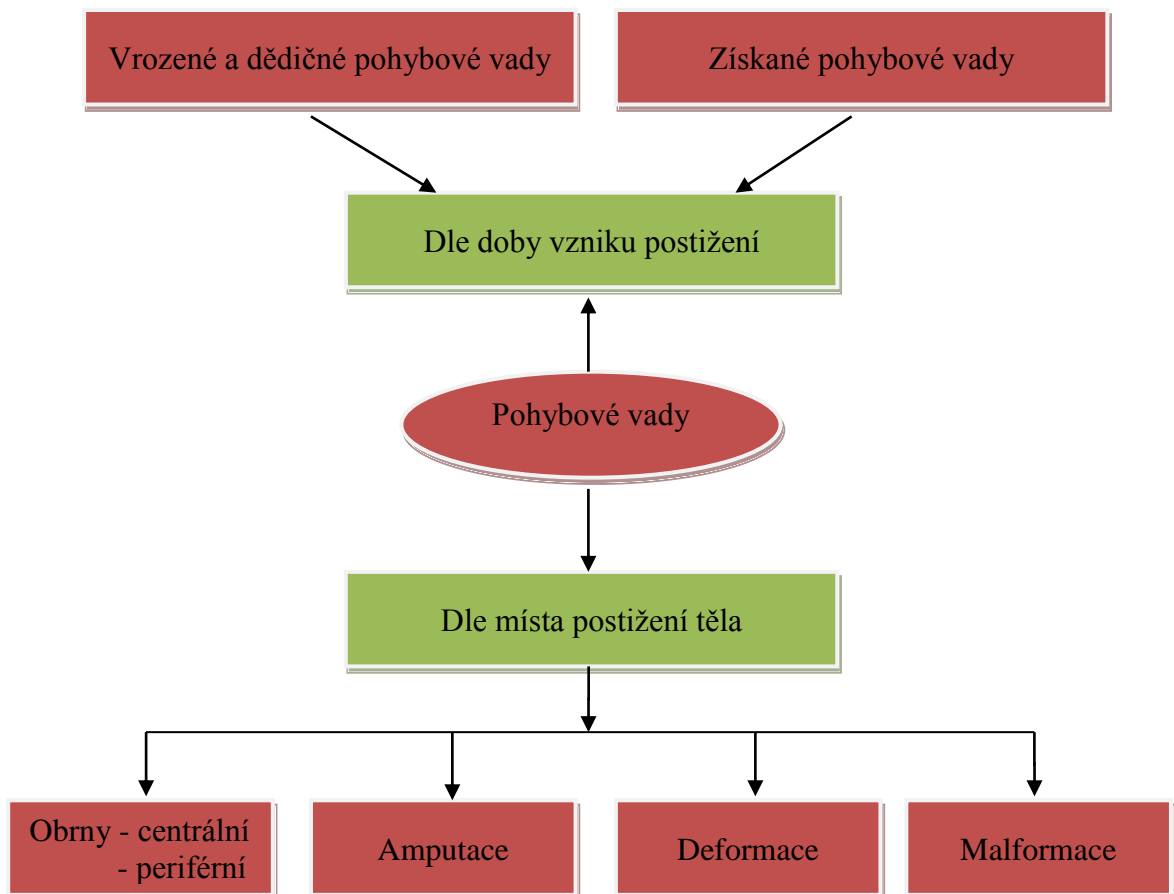 Vrozené a dědičné pohybové vady
Získané pohybové vady
Dle doby vzniku postižení
Pohybové vady
Dle místa postižení těla
Obrny - centrální
- periférní
Amputace
Deformace
Malformace